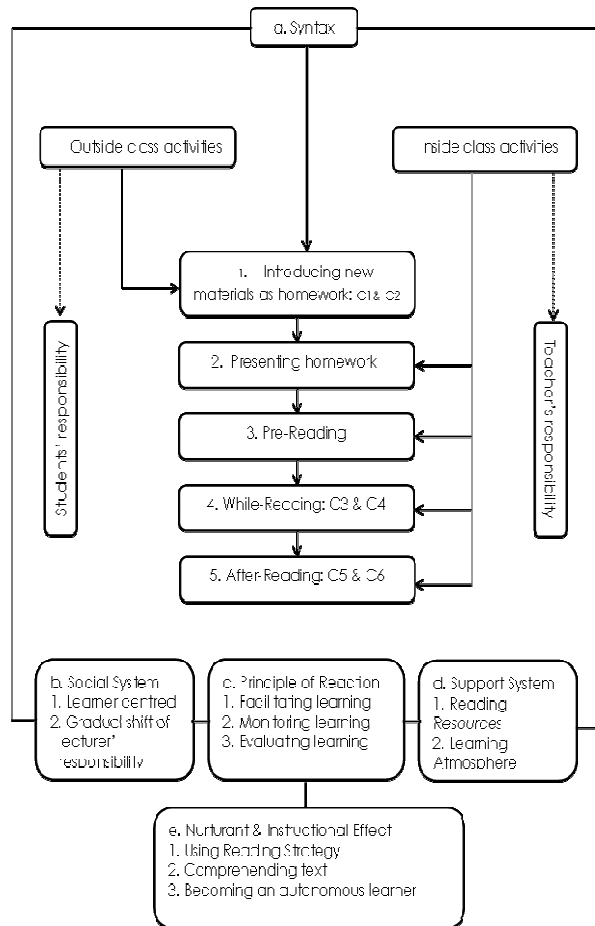 a. Syntax
Outside class activities
Inside class activities
1. Introducing new
materials as homework: C1 & C2
2. Presenting homework
3. Pre-Reading
4. While-Reading: C3 & C4
5. After-Reading: C5 & C6
Students' responsibility
Teacher's responsibility
b. Social System
1. Learner centred
2. Gradual shift of
lecturer'
responsibility
c. Principle of Reaction
1. Facilitating learning
2. Monitoring learning
3. Evaluating learning
d. Support System
1. Reading
Resources
2. Learning
Atmosphere
e. Nurturant & Instructional Effect
1. Using Reading Strategy
2. Comprehending text
3. Becoming an autonomous learner